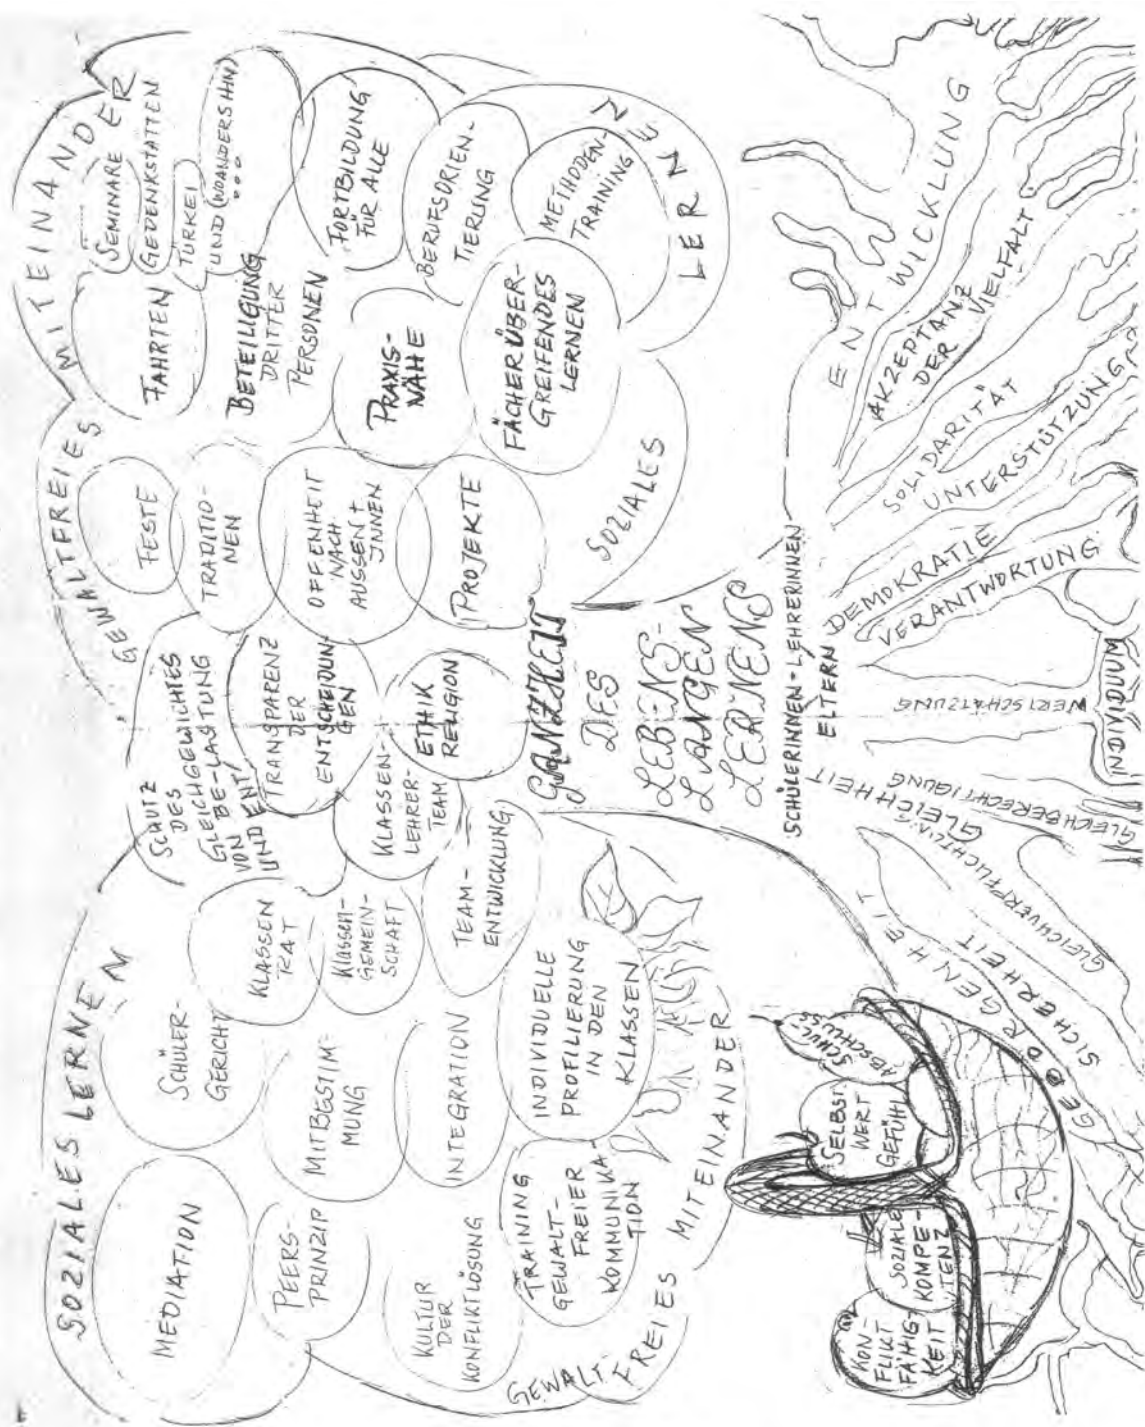 SOZIALES LERNEN
GEWALTFREIES
MITEINANDER
MEDIATION
SCHÜLER-
GERICHT
KLASSEN
RAT
SCHUTZ
DES
GLEICHGEWICHTES
VON BE-LASTUNG
UND ENT/
FESTE
FAHRTEN
SEMINARE
GEDENKSTÄTTEN
TÜRKEI
UND (WOANDERSHIN)
...
PEERS-
PRINZIP
MITBESTIM-
MUNG
KLASSEN-
GEMEIN-
SCHAFT
TRANSPARENZ
DER
ENTSCHEIDUN-
GEN
TRADITIO-
NEN
BETEILIGUNG
DRITTER
PERSONEN
OFFENHEIT
NACH
AUSSEN +
INNEN
FORTBILDUNG
FÜR ALLE
KULTUR
DER
KONFLIKTLÖSUNG
INTEGRATION
TEAM-
ENTWICKLUNG
KLASSEN-
LEHRER-
TEAM
ETHIK
RELIGION
PROJEKTE
PRAXIS-
NÄHE
BERUFSORIEN-
TIERUNG
TRAINING
GEWALT-
FREIER
KOMMUNIKA
TION
INDIVIDUELLE
PROFILIERUNG
IN DEN
KLASSEN
FÄCHERÜBER-
GREIFENDES
LERNEN
METHODEN-
TRAINING
GEWALT-
FREIES MITEINANDER
SOZIALES
LERNEN
GANZHEIT
DES
LEBENS-
LANGEN
LERNENS
SCHÜLERINNEN-LEHRERINNEN
ELTERN
KON-
FLIKT
FÄHIG-
KEIT
SOZIALE
KOMPE-
TENZ
SELBST
WERT
GEFÜHL
SCHUL-
ABSCHLUSS
GEBORGENHEIT
SICHERHEIT
GLEICHVERPFLICHTUNG
GLEICHHEIT
GLEICHBERECHTIGUNG
WERTSCHÄTZUNG
INDIVIDUUM
VERANTWORTUNG
DEMOKRATIE
UNTERSTÜTZUNG
SOLIDARITÄT
AKZEPTANZ
DER
VIELFALT
ENTWICKLUNG